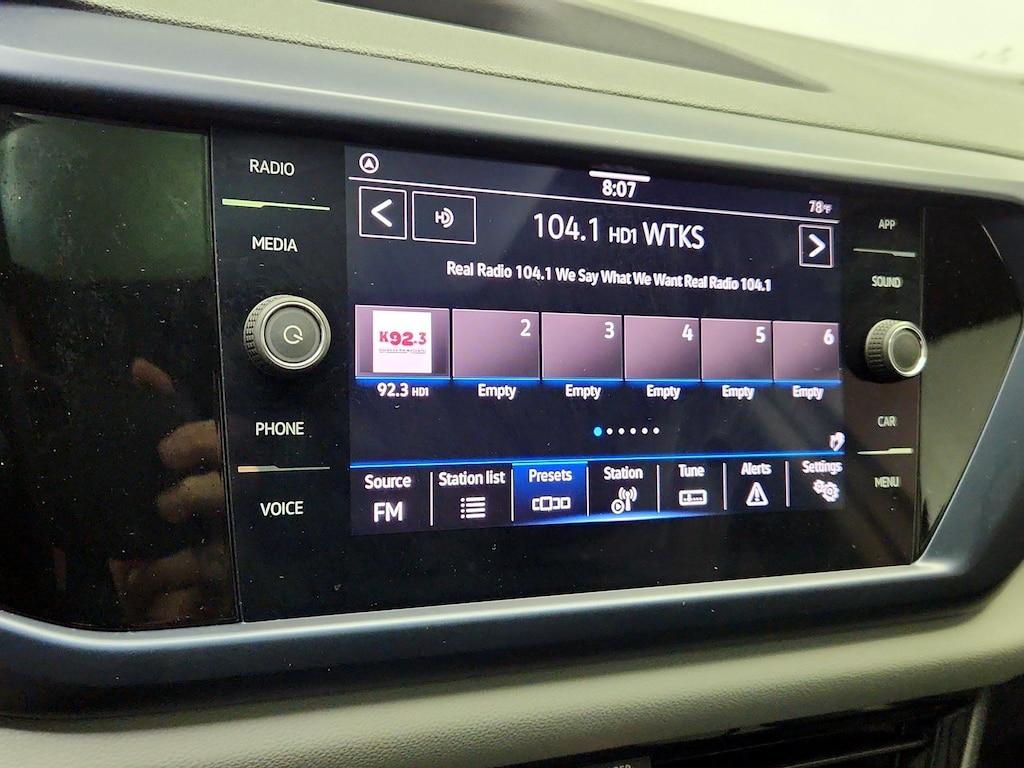 RADIO
MEDIA
PHONE
VOICE
8:07
78°F
HD
104.1 HD1 WTKS
Real Radio 104.1 We Say What We Want Real Radio 104.1
K92.3
2
3
4
5
6
92.3 HD1
Empty
Empty
Empty
Empty
Empty
Source
FM
Station list
Presets
Station
Tune
Alerts
Settings
APP
SOUND
CAR
MENU